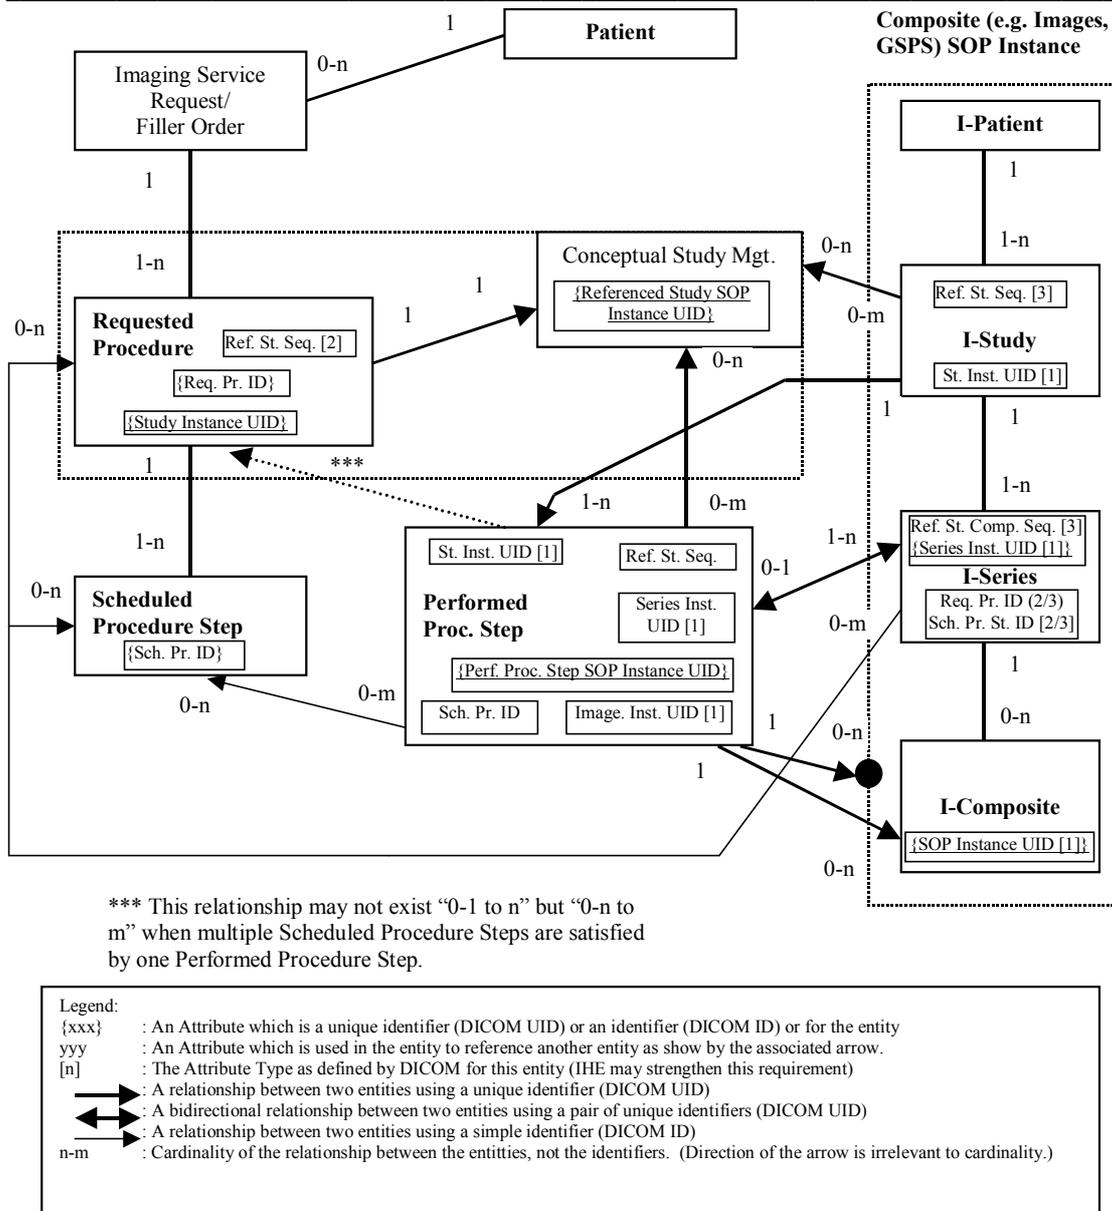 Composite (e.g. Images,
GSPS) SOP Instance
1
Patient
0-n
Imaging Service
Request/
Filler Order
I-Patient
1
1
1-n
1-n
Conceptual Study Mgt.
{Referenced Study SOP
Instance UID}
0-n
0-m
Ref. St. Seq. [3]
I-Study
St. Inst. UID [1]
0-n
Requested
Procedure
Ref. St. Seq. [2]
{Req. Pr. ID}
{Study Instance UID}
1
1
0-n
1
1
1
***
1-n
0-m
1-n
1-n
St. Inst. UID [1]
Ref. St. Seq.
Performed
Proc. Step
Series Inst.
UID [1]
{Perf. Proc. Step SOP Instance UID}
Sch. Pr. ID
Image. Inst. UID [1]
1-n
0-1
0-m
Ref. St. Comp. Seq. [3]
{Series Inst. UID [1]}
I-Series
Req. Pr. ID (2/3)
Sch. Pr. St. ID [2/3]
0-n
Scheduled
Procedure Step
{Sch. Pr. ID}
0-n
0-m
1
0-n
1
0-n
1
0-n
I-Composite
{SOP Instance UID [1]}
*** This relationship may not exist “0-1 to n” but “0-n to
m” when multiple Scheduled Procedure Steps are satisfied
by one Performed Procedure Step.
Legend:
{xxx} : An Attribute which is a unique identifier (DICOM UID) or an identifier (DICOM ID) or for the entity
yyy : An Attribute which is used in the entity to reference another entity as show by the associated arrow.
[n] : The Attribute Type as defined by DICOM for this entity (IHE may strengthen this requirement)
: A relationship between two entities using a unique identifier (DICOM UID)
: A bidirectional relationship between two entities using a pair of unique identifiers (DICOM UID)
: A relationship between two entities using a simple identifier (DICOM ID)
n-m : Cardinality of the relationship between the entitties, not the identifiers. (Direction of the arrow is irrelevant to cardinality.)